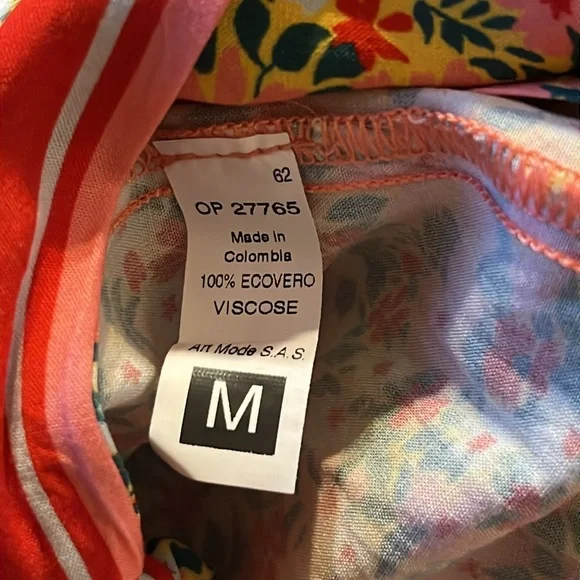 62
OP 27765
Made in
Colombia
100% ECOVERO
VISCOSE
Art Mode S.A.S.
M